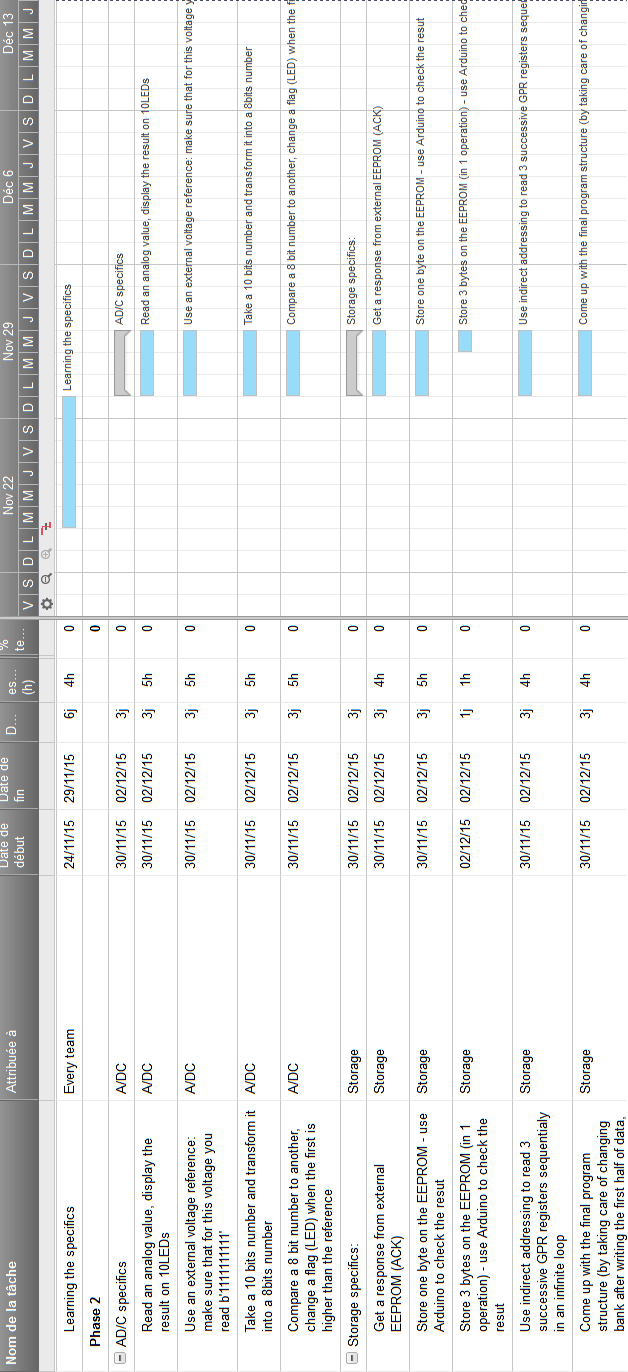 Nom de la tâche
Attribuée à
Date de
début
Date de
fin
D...
es...
(h)
%
te...
Nov 22 Nov 29 Déc 6 Déc 13
V S D L M M J V S D L M M J V S D L M M J V S D L M M J
Learning the specifics
Every team 24/11/15 29/11/15 6j 4h 0
Learning the specifics
Phase 2
0
AD/C specifics
A/DC 30/11/15 02/12/15 3j 0
AD/C specifics
Read an analog value, display the
result on 10LEDs
A/DC 30/11/15 02/12/15 3j 5h 0
Read an analog value, display the result on 10LEDs
Use an external voltage reference:
make sure that for this voltage you
read b'1111111111'
A/DC 30/11/15 02/12/15 3j 5h 0
Use an external voltage reference: make sure that for this voltage y
Take a 10 bits number and transform it
into a 8bits number
A/DC 30/11/15 02/12/15 3j 5h 0
Take a 10 bits number and transform it into a 8bits number
Compare a 8 bit number to another,
change a flag (LED) when the first is
higher than the reference
A/DC 30/11/15 02/12/15 3j 5h 0
Compare a 8 bit number to another, change a flag (LED) when the f
Storage specifics:
Storage 30/11/15 02/12/15 3j 0
Storage specifics:
Get a response from external
EEPROM (ACK)
Storage 30/11/15 02/12/15 3j 4h 0
Get a response from external EEPROM (ACK)
Store one byte on the EEPROM - use
Arduino to check the resut
Storage 30/11/15 02/12/15 3j 5h 0
Store one byte on the EEPROM - use Arduino to check the resut
Store 3 bytes on the EEPROM (in 1
operation) - use Arduino to check the
resut
Storage 02/12/15 02/12/15 1j 1h 0
Store 3 bytes on the EEPROM (in 1 operation) - use Arduino to chec
Use indirect addressing to read 3
successive GPR registers sequentialy
in an infinite loop
Storage 30/11/15 02/12/15 3j 4h 0
Use indirect addressing to read 3 successive GPR registers seque
Come up with the final program
structure (by taking care of changing
bank after writing the first half of data,
Storage 30/11/15 02/12/15 3j 4h 0
Come up with the final program structure (by taking care of changin